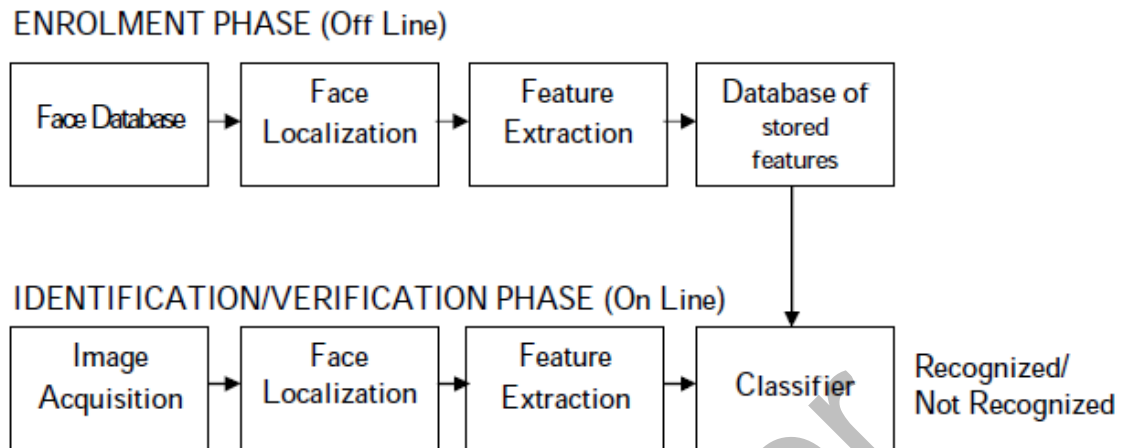 ENROLMENT PHASE (Off Line)
Face Database
Face
Localization
Feature
Extraction
Database of
stored
features
IDENTIFICATION/VERIFICATION PHASE (On Line)
Image
Acquisition
Face
Localization
Feature
Extraction
Classifier
Recognized/
Not Recognized